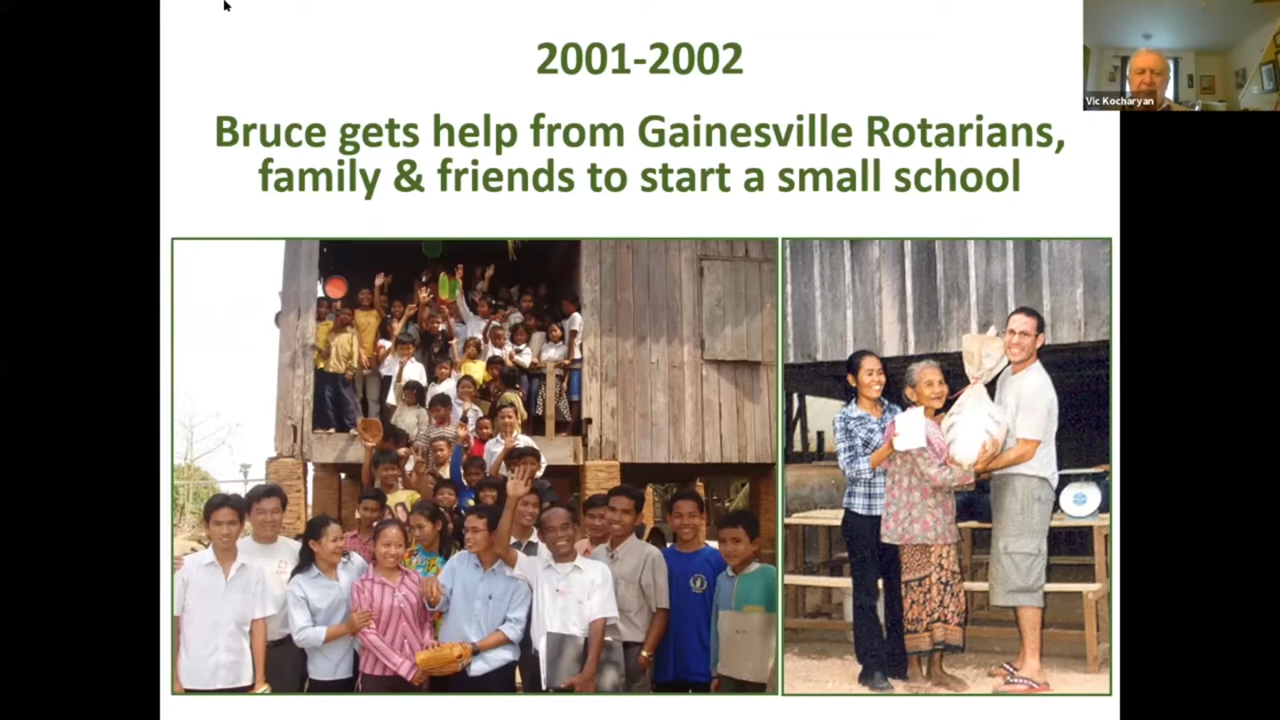 2001-2002
Vic Kocharyan
Bruce gets help from Gainesville Rotarians,
family & friends to start a small school